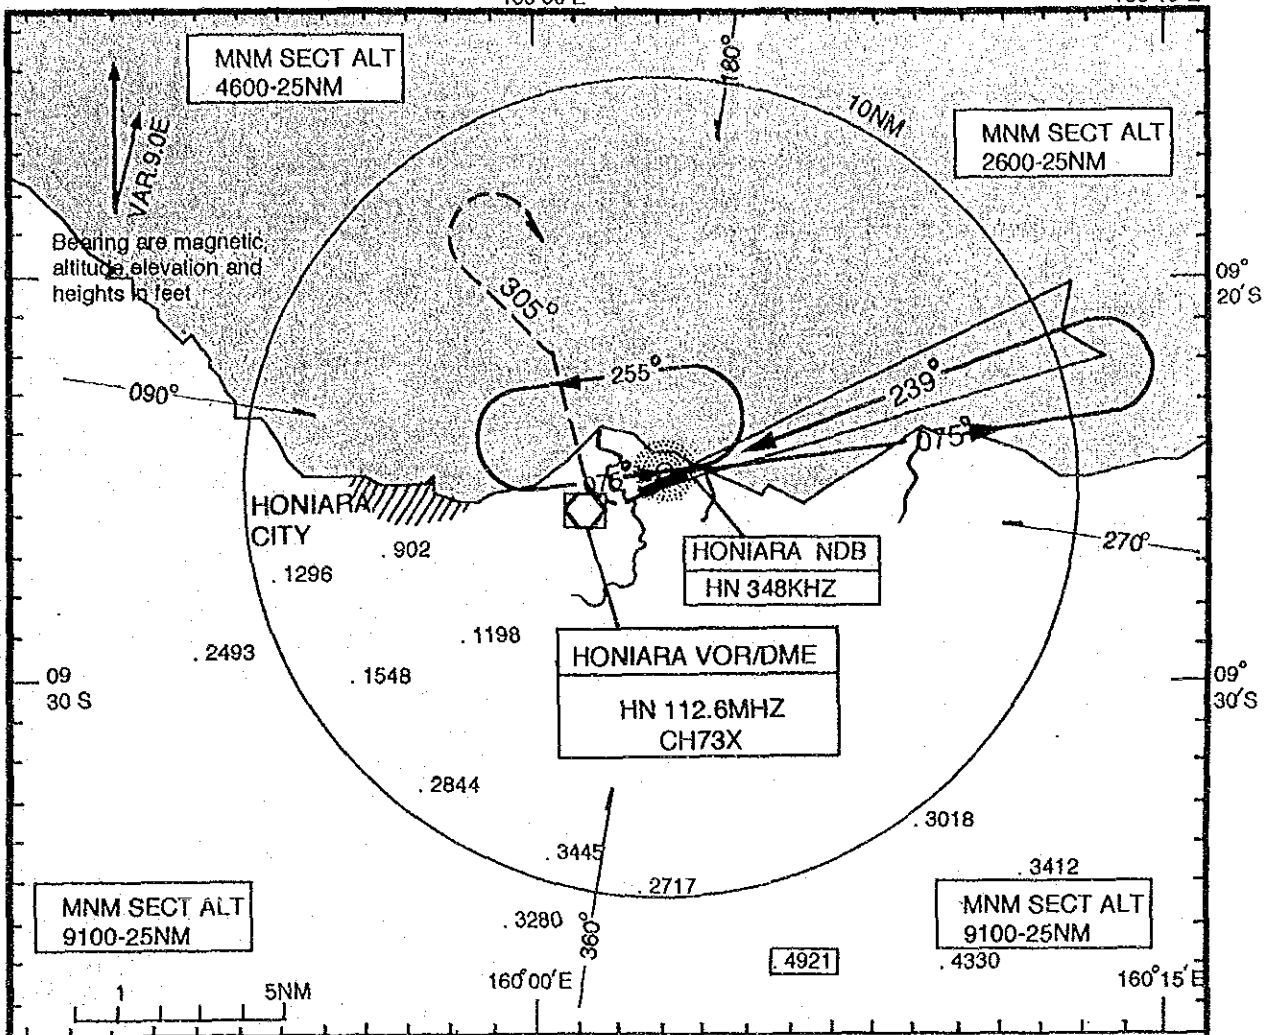 MNM SECT ALT
4600-25NM
180°
10NM
MNM SECT ALT
2600-25NM
VAR.9.0E
Bearing are magnetic,
altitude elevation and
heights in feet
305°
09°
20'S
255°
239°
090°
075°
075°
HONIARA
CITY
. 902
. 1296
HONIARA NDB
HN 348KHZ
270°
. 1198
. 2493
. 1548
HONIARA VOR/DME
HN 112.6MHZ
CH73X
09
30 S
09°
30'S
. 2844
. 3018
. 3445
. 2717
. 3412
MNM SECT ALT
9100-25NM
. 3280
360°
MNM SECT ALT
9100-25NM
. 4921
. 4330
160°00'E
160°15'E
1
5NM